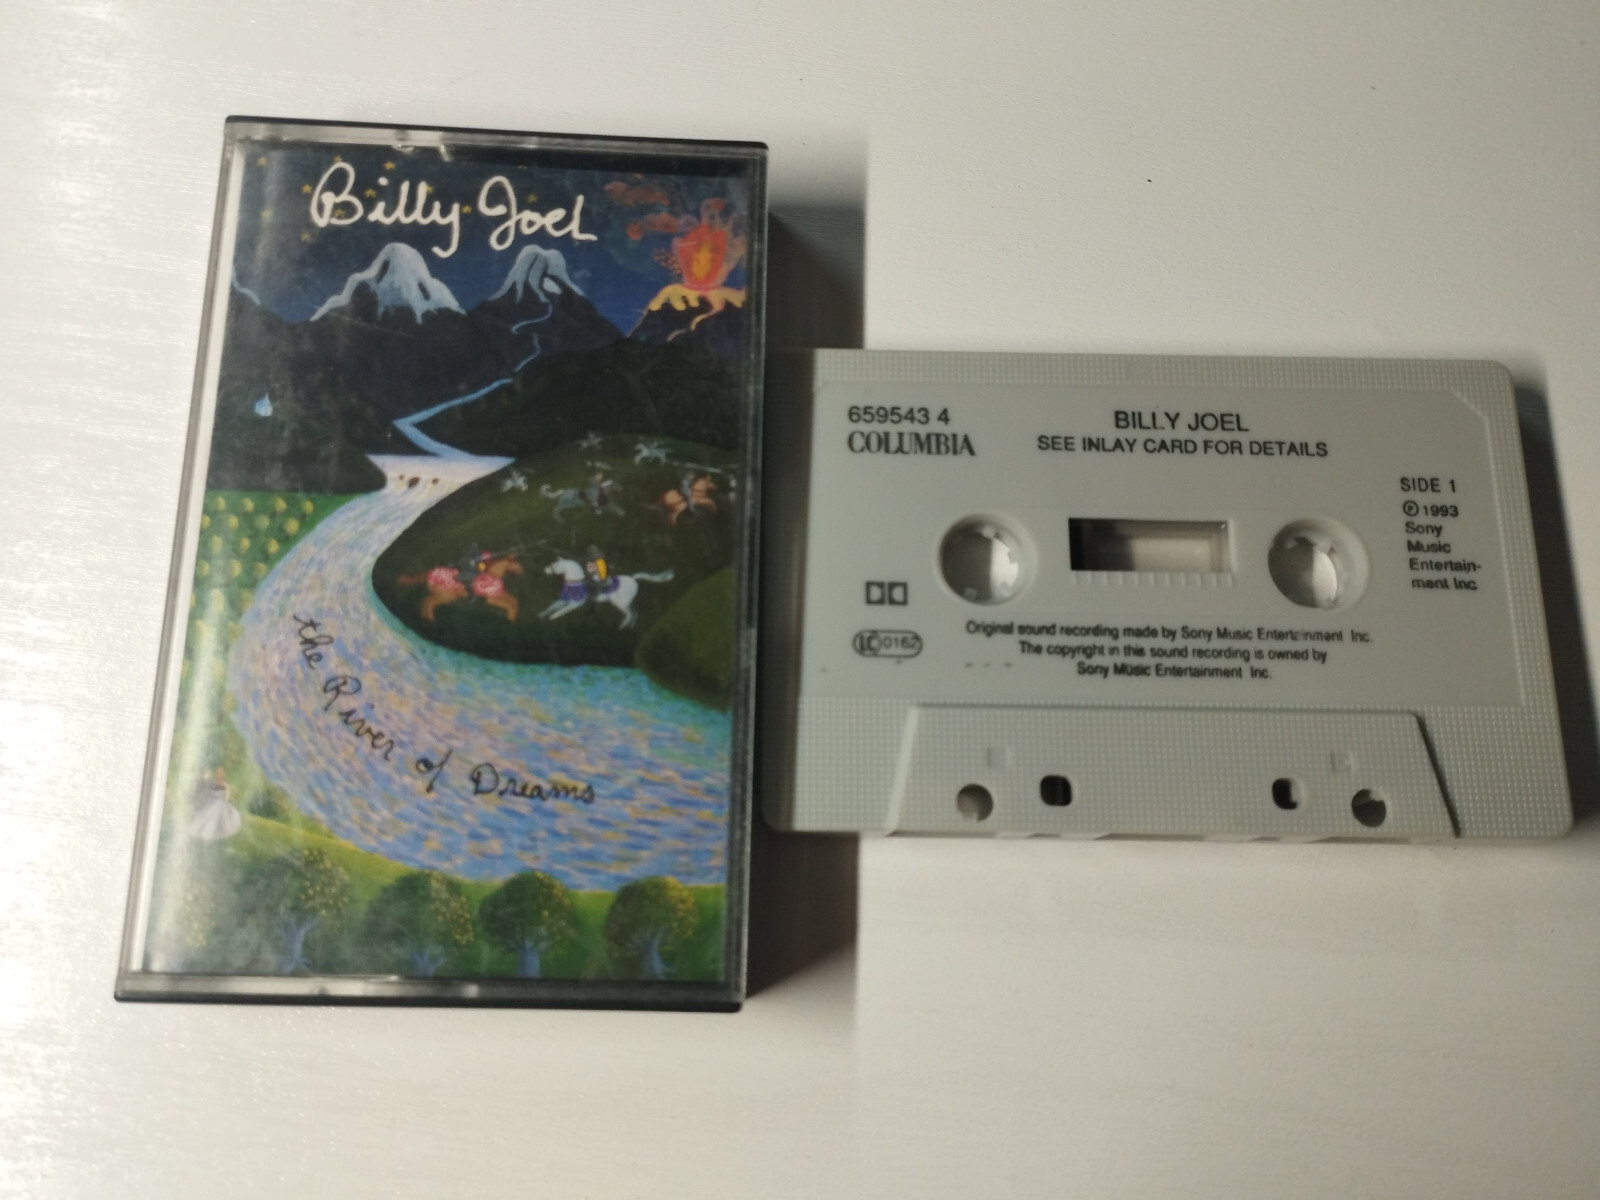 Billy Joel
the River of Dreams
659543 4
COLUMBIA
BILLY JOEL
SEE INLAY CARD FOR DETAILS
SIDE 1
℗ 1993
Sony
Music
Entertain-
ment Inc.
LC 0162
Original sound recording made by Sony Music Entertainment Inc.
The copyright in this sound recording is owned by
Sony Music Entertainment Inc.